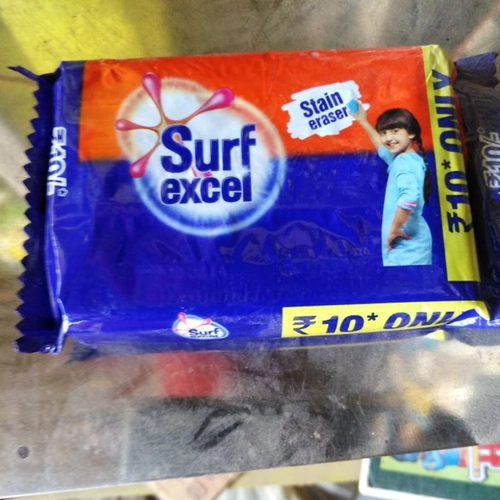 Surf
excel
Stain
eraser
₹10* ONLY
₹ 10* ONLY
Surf